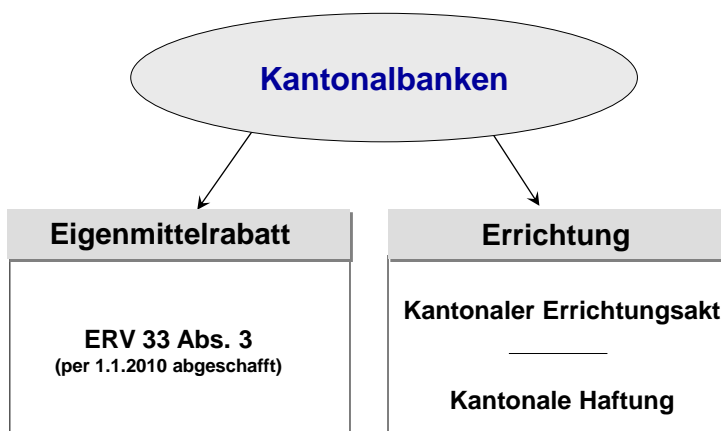 Kantonalbanken
Eigenmittelrabatt
ERV 33 Abs. 3
(per 1.1.2010 abgeschafft)
Errichtung
Kantonaler Errichtungsakt
Kantonale Haftung